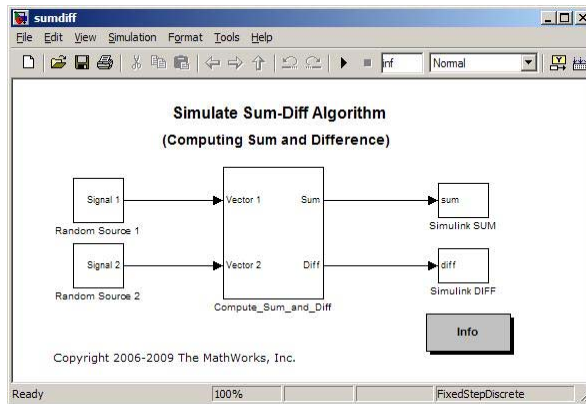 sumdiff
File Edit View Simulation Format Tools Help
inf Normal
Simulate Sum-Diff Algorithm
(Computing Sum and Difference)
Signal 1
Random Source 1
Signal 2
Random Source 2
Vector 1 Sum
Vector 2 Diff
Compute_Sum_and_Diff
sum
Simulink SUM
diff
Simulink DIFF
Info
Copyright 2006-2009 The MathWorks, Inc.
Ready 100% FixedStepDiscrete